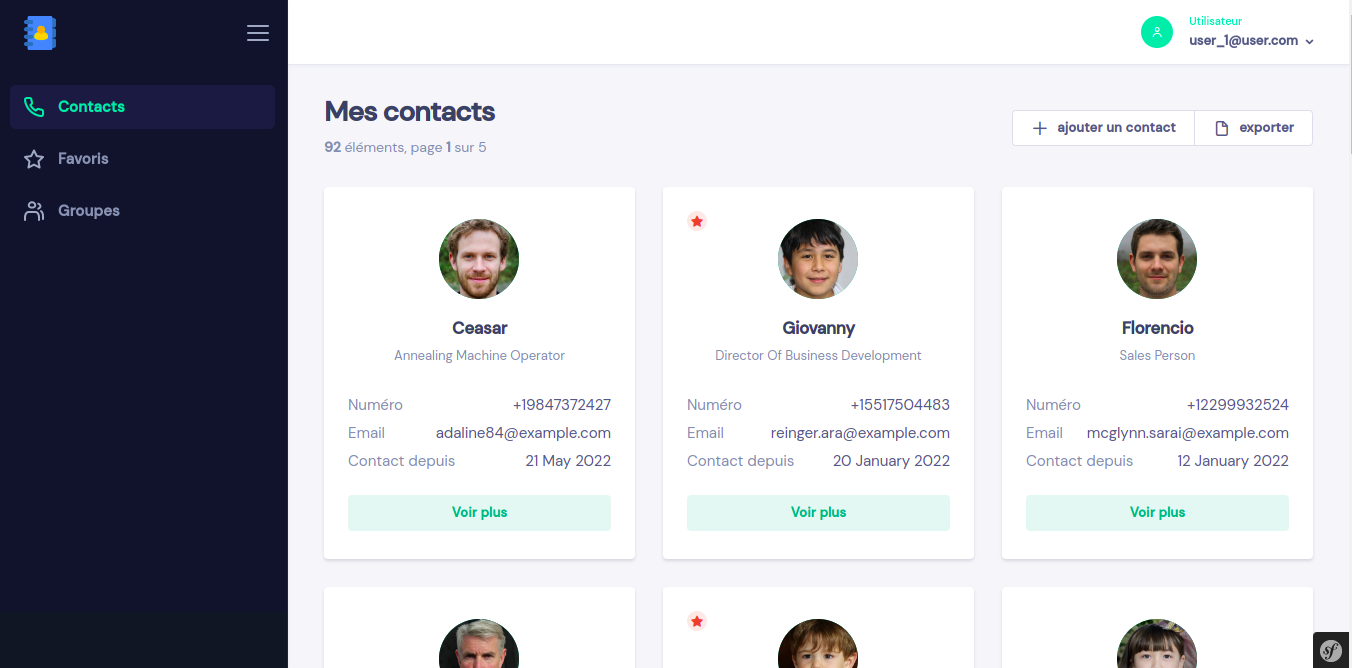 Utilisateur
user_1@user.com
Contacts
Favoris
Groupes
Mes contacts
92 éléments, page 1 sur 5
ajouter un contact
exporter
Ceasar
Annealing Machine Operator
Numéro +19847372427
Email adaline84@example.com
Contact depuis 21 May 2022
Voir plus
Giovanny
Director Of Business Development
Numéro +15517504483
Email reinger.ara@example.com
Contact depuis 20 January 2022
Voir plus
Florencio
Sales Person
Numéro +12299932524
Email mcglynn.sarai@example.com
Contact depuis 12 January 2022
Voir plus
sf